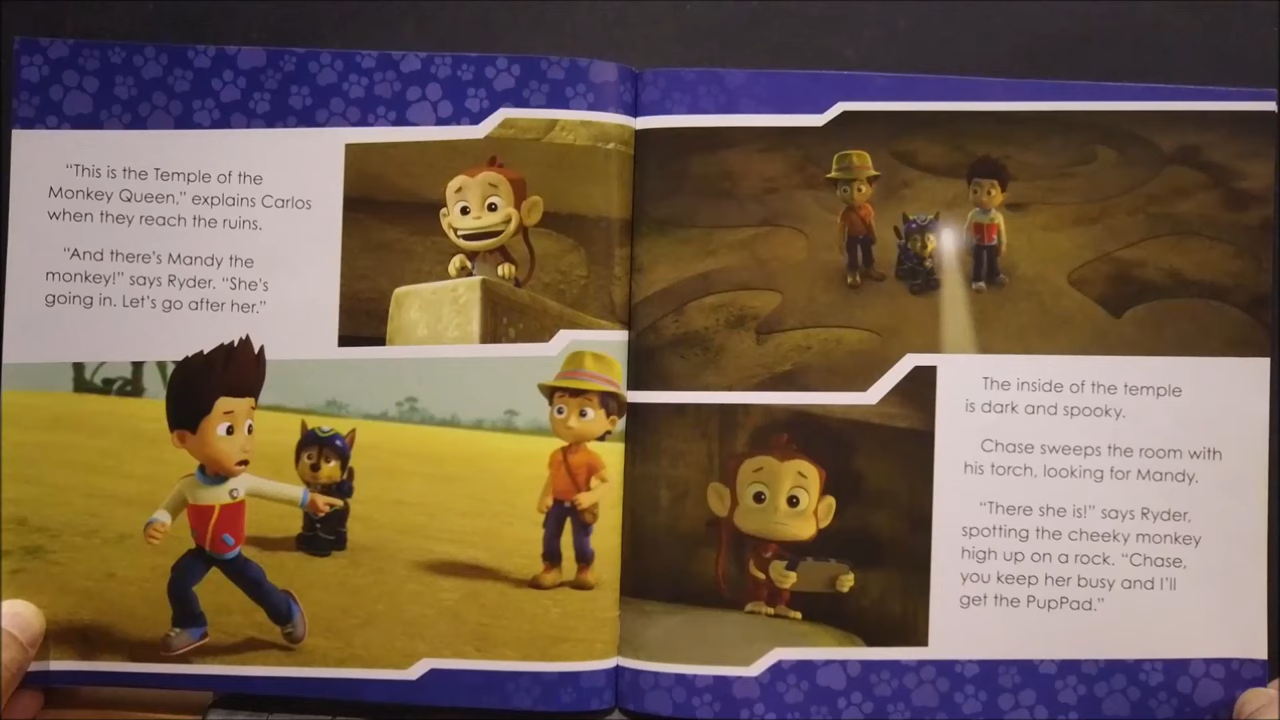 “This is the Temple of the
Monkey Queen,” explains Carlos
when they reach the ruins.
“And there’s Mandy the
monkey!” says Ryder. “She’s
going in. Let’s go after her.”
The inside of the temple
is dark and spooky.
Chase sweeps the room with
his torch, looking for Mandy.
“There she is!” says Ryder,
spotting the cheeky monkey
high up on a rock. “Chase,
you keep her busy and I’ll
get the PupPad.”